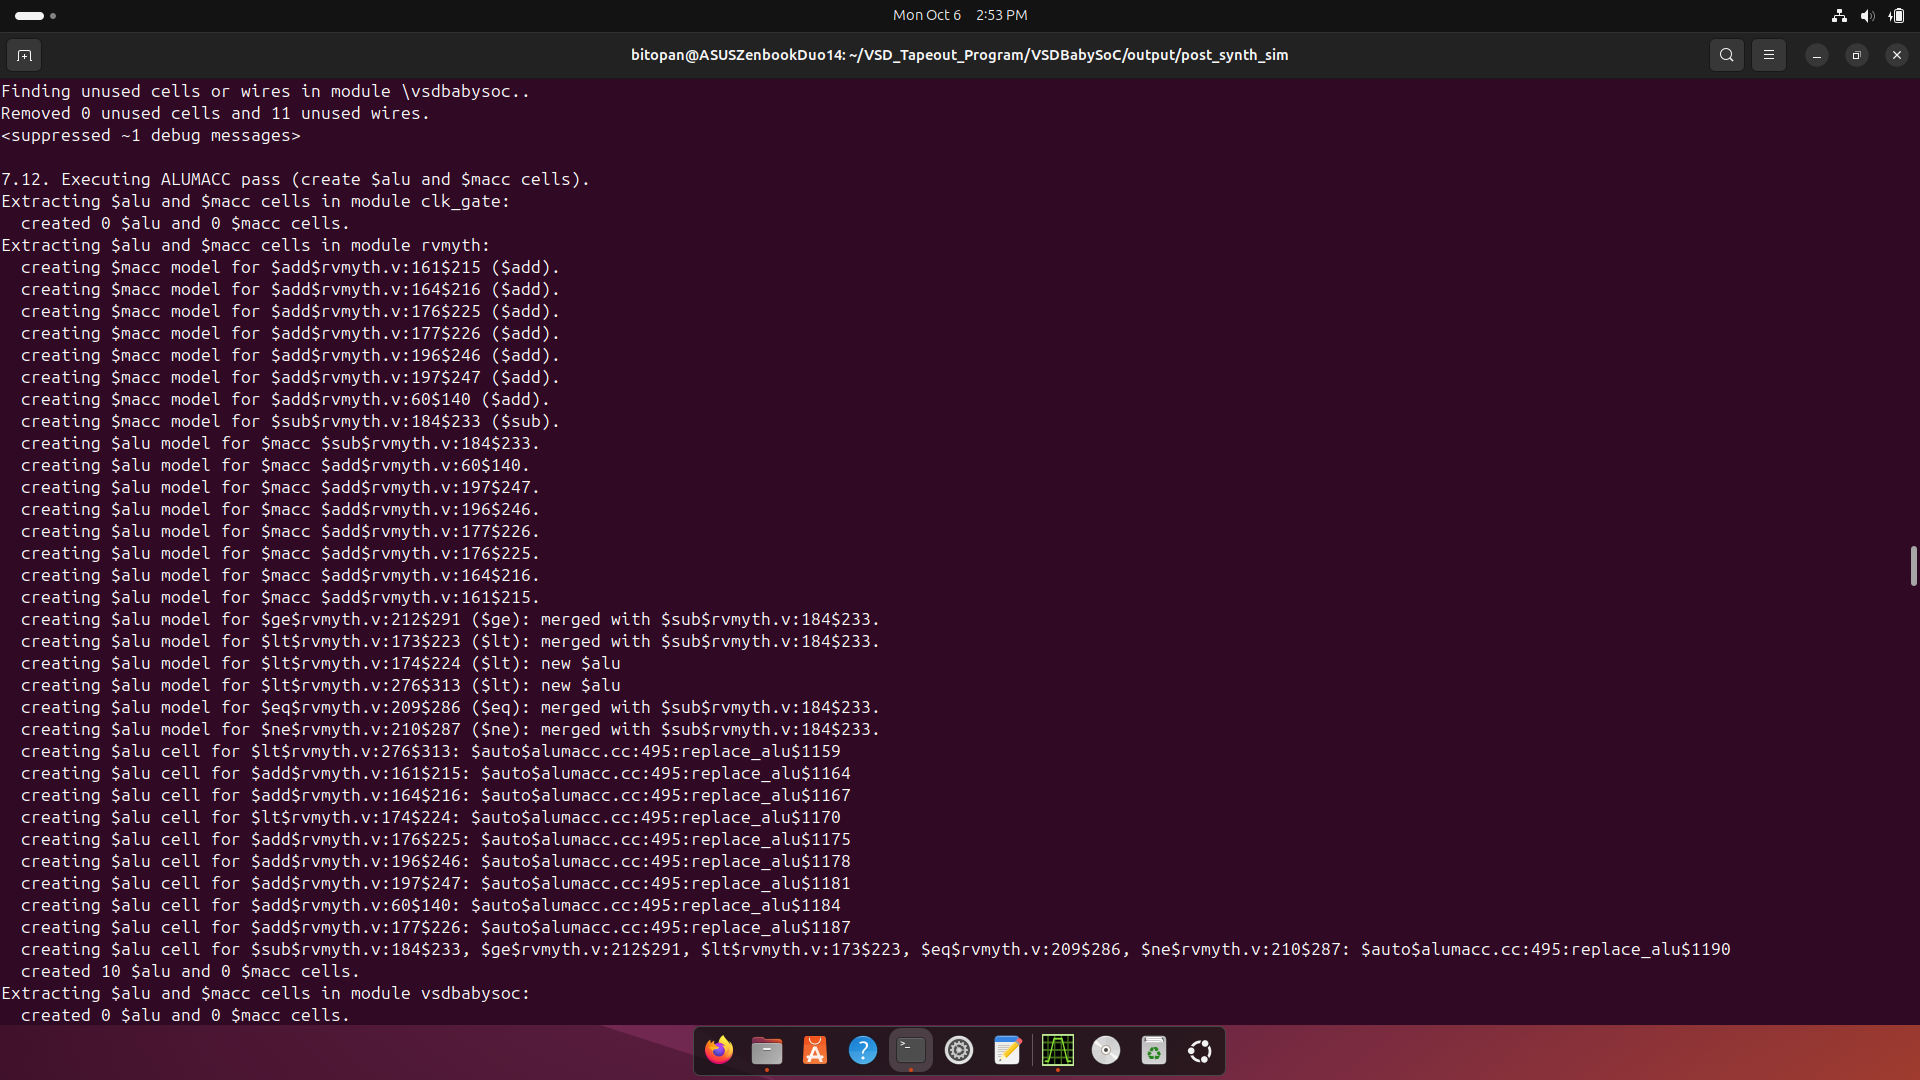 Mon Oct 6 2:53 PM
bitopan@ASUSZenbookDuo14: ~/VSD_Tapeout_Program/VSDBabySoC/output/post_synth_sim
Finding unused cells or wires in module \vsdbabysoc..
Removed 0 unused cells and 11 unused wires.
<suppressed ~1 debug messages>
7.12. Executing ALUMACC pass (create $alu and $macc cells).
Extracting $alu and $macc cells in module clk_gate:
created 0 $alu and 0 $macc cells.
Extracting $alu and $macc cells in module rvmyth:
creating $macc model for $add$rvmyth.v:161$215 ($add).
creating $macc model for $add$rvmyth.v:164$216 ($add).
creating $macc model for $add$rvmyth.v:176$225 ($add).
creating $macc model for $add$rvmyth.v:177$226 ($add).
creating $macc model for $add$rvmyth.v:196$246 ($add).
creating $macc model for $add$rvmyth.v:197$247 ($add).
creating $macc model for $add$rvmyth.v:60$140 ($add).
creating $macc model for $sub$rvmyth.v:184$233 ($sub).
creating $alu model for $macc $sub$rvmyth.v:184$233.
creating $alu model for $macc $add$rvmyth.v:60$140.
creating $alu model for $macc $add$rvmyth.v:197$247.
creating $alu model for $macc $add$rvmyth.v:196$246.
creating $alu model for $macc $add$rvmyth.v:177$226.
creating $alu model for $macc $add$rvmyth.v:176$225.
creating $alu model for $macc $add$rvmyth.v:164$216.
creating $alu model for $macc $add$rvmyth.v:161$215.
creating $alu model for $ge$rvmyth.v:212$291 ($ge): merged with $sub$rvmyth.v:184$233.
creating $alu model for $lt$rvmyth.v:173$223 ($lt): merged with $sub$rvmyth.v:184$233.
creating $alu model for $lt$rvmyth.v:174$224 ($lt): new $alu
creating $alu model for $lt$rvmyth.v:276$313 ($lt): new $alu
creating $alu model for $eq$rvmyth.v:209$286 ($eq): merged with $sub$rvmyth.v:184$233.
creating $alu model for $ne$rvmyth.v:210$287 ($ne): merged with $sub$rvmyth.v:184$233.
creating $alu cell for $lt$rvmyth.v:276$313: $auto$alumacc.cc:495:replace_alu$1159
creating $alu cell for $add$rvmyth.v:161$215: $auto$alumacc.cc:495:replace_alu$1164
creating $alu cell for $add$rvmyth.v:164$216: $auto$alumacc.cc:495:replace_alu$1167
creating $alu cell for $lt$rvmyth.v:174$224: $auto$alumacc.cc:495:replace_alu$1170
creating $alu cell for $add$rvmyth.v:176$225: $auto$alumacc.cc:495:replace_alu$1175
creating $alu cell for $add$rvmyth.v:196$246: $auto$alumacc.cc:495:replace_alu$1178
creating $alu cell for $add$rvmyth.v:197$247: $auto$alumacc.cc:495:replace_alu$1181
creating $alu cell for $add$rvmyth.v:60$140: $auto$alumacc.cc:495:replace_alu$1184
creating $alu cell for $add$rvmyth.v:177$226: $auto$alumacc.cc:495:replace_alu$1187
creating $alu cell for $sub$rvmyth.v:184$233, $ge$rvmyth.v:212$291, $lt$rvmyth.v:173$223, $eq$rvmyth.v:209$286, $ne$rvmyth.v:210$287: $auto$alumacc.cc:495:replace_alu$1190
created 10 $alu and 0 $macc cells.
Extracting $alu and $macc cells in module vsdbabysoc:
created 0 $alu and 0 $macc cells.